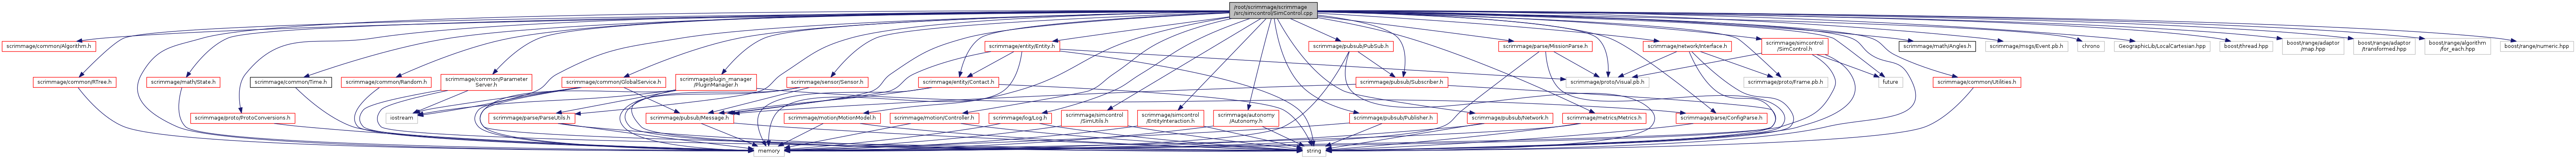 /root/scrimmage/scrimmage
/src/simcontrol/SimControl.cpp
scrimmage/common/Algorithm.h
scrimmage/entity/Entity.h
scrimmage/pubsub/PubSub.h
scrimmage/parse/MissionParse.h
scrimmage/network/Interface.h
scrimmage/simcontrol
/SimControl.h
scrimmage/math/Angles.h
scrimmage/msgs/Event.pb.h
chrono
GeographicLib/LocalCartesian.hpp
boost/thread.hpp
boost/range/adaptor
/map.hpp
boost/range/adaptor
/transformed.hpp
boost/range/algorithm
/for_each.hpp
boost/range/numeric.hpp
scrimmage/common/RTree.h
scrimmage/math/State.h
scrimmage/common/Time.h
scrimmage/common/Random.h
scrimmage/common/Parameter
Server.h
scrimmage/common/GlobalService.h
scrimmage/plugin_manager
/PluginManager.h
scrimmage/sensor/Sensor.h
scrimmage/entity/Contact.h
scrimmage/pubsub/Subscriber.h
scrimmage/proto/Visual.pb.h
scrimmage/proto/Frame.pb.h
future
scrimmage/common/Utilities.h
scrimmage/proto/ProtoConversions.h
iostream
scrimmage/parse/ParseUtils.h
scrimmage/pubsub/Message.h
scrimmage/motion/MotionModel.h
scrimmage/motion/Controller.h
scrimmage/log/Log.h
scrimmage/simcontrol
/SimUtils.h
scrimmage/simcontrol
/EntityInteraction.h
scrimmage/autonomy
/Autonomy.h
scrimmage/pubsub/Publisher.h
scrimmage/pubsub/Network.h
scrimmage/metrics/Metrics.h
scrimmage/parse/ConfigParse.h
memory
string